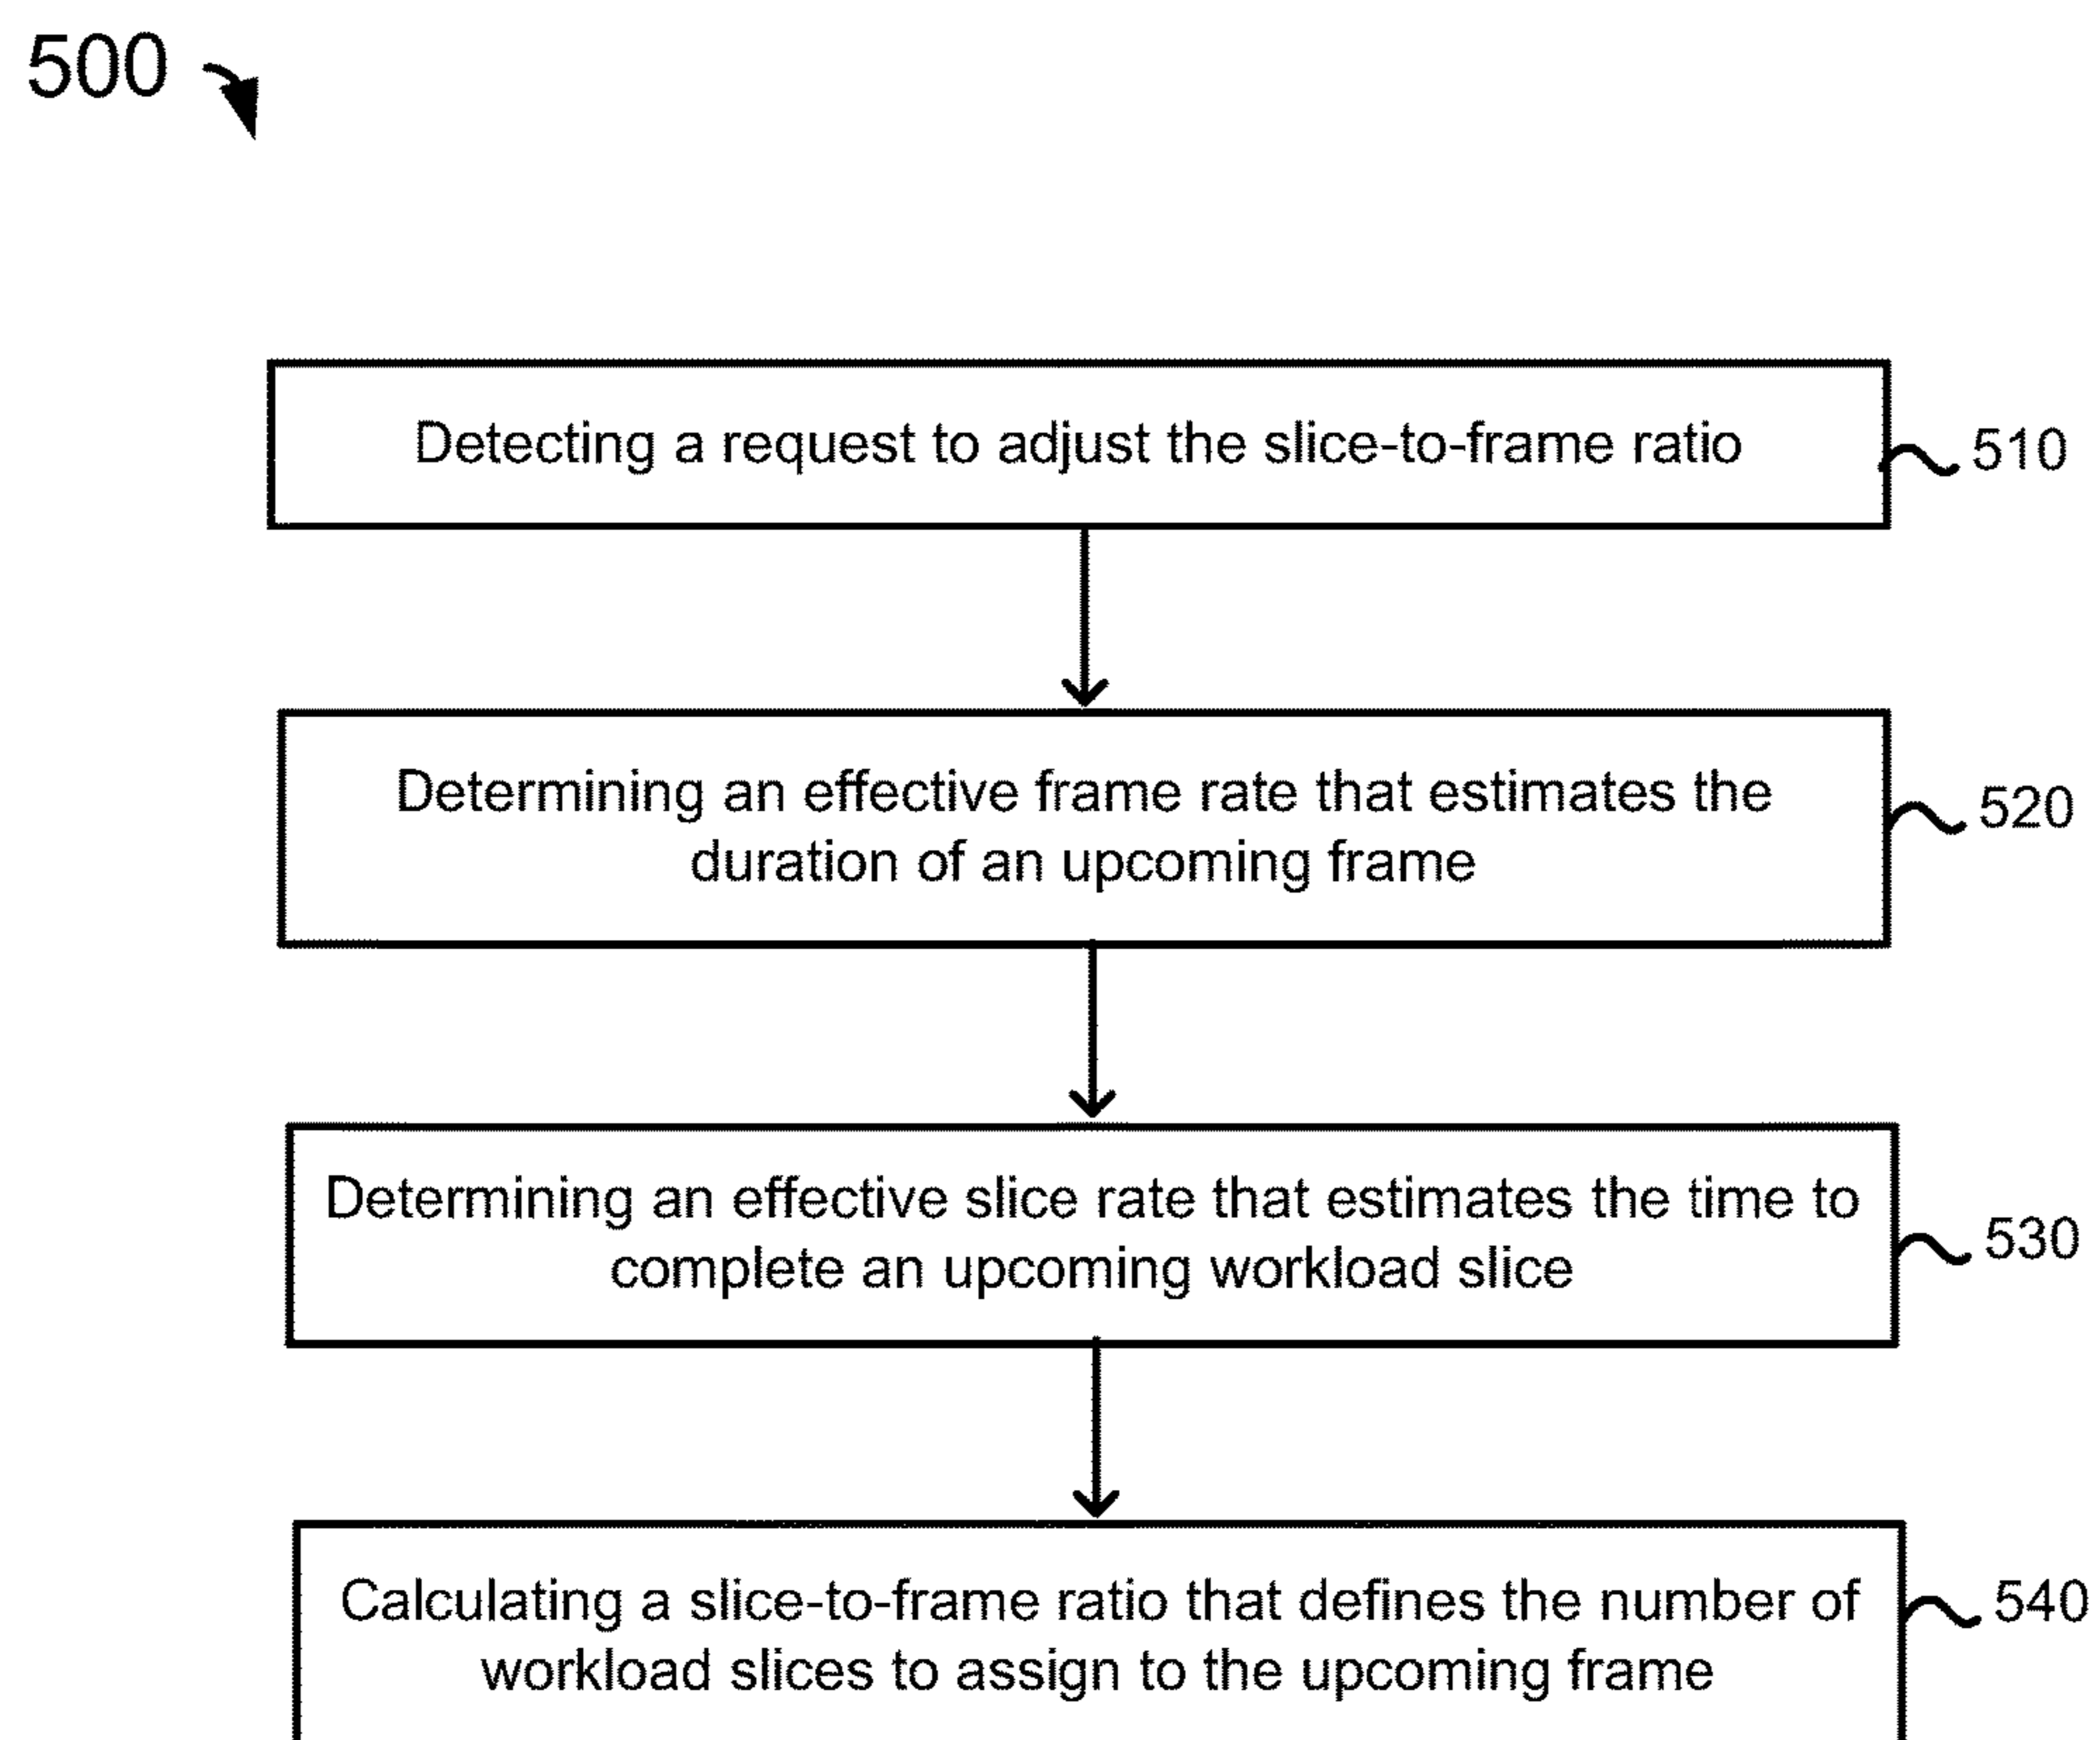 500
Detecting a request to adjust the slice-to-frame ratio
510
Determining an effective frame rate that estimates the
duration of an upcoming frame
520
Determining an effective slice rate that estimates the time to
complete an upcoming workload slice
530
Calculating a slice-to-frame ratio that defines the number of
workload slices to assign to the upcoming frame
540